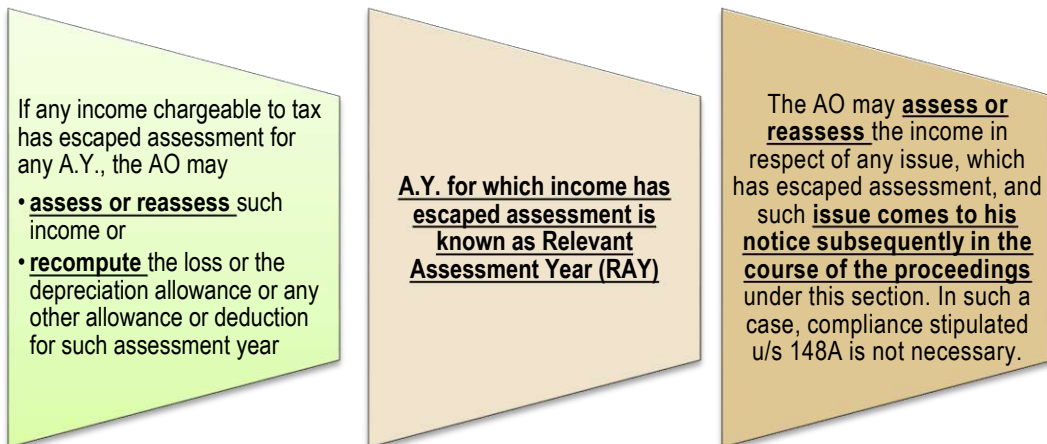 If any income chargeable to tax
has escaped assessment for
any A.Y., the AO may
• assess or reassess such
income or
• recompute the loss or the
depreciation allowance or any
other allowance or deduction
for such assessment year
A.Y. for which income has
escaped assessment is
known as Relevant
Assessment Year (RAY)
The AO may assess or
reassess the income in
respect of any issue, which
has escaped assessment, and
such issue comes to his
notice subsequently in the
course of the proceedings
under this section. In such a
case, compliance stipulated
u/s 148A is not necessary.